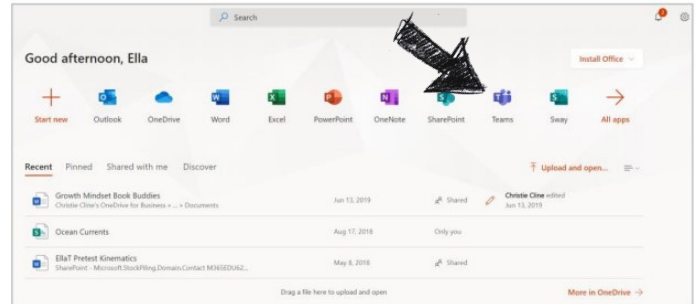 Search
2
Good afternoon, Ella
Install Office
Start new Outlook OneDrive Word Excel PowerPoint OneNote SharePoint Teams Sway All apps
Recent Pinned Shared with me Discover
Upload and open...
Growth Mindset Book Buddies Jun 13, 2019 Shared Christie Cline edited
Christie Cline's OneDrive for Business » ... » Documents Jun 13, 2019
Ocean Currents Aug 17, 2018 Only you
EllaT Pretest Kinematics May 8, 2018 Shared
SharePoint - Microsoft.StockPiling.Domain.Contact M365EDU62...
Drag a file here to upload and open More in OneDrive →